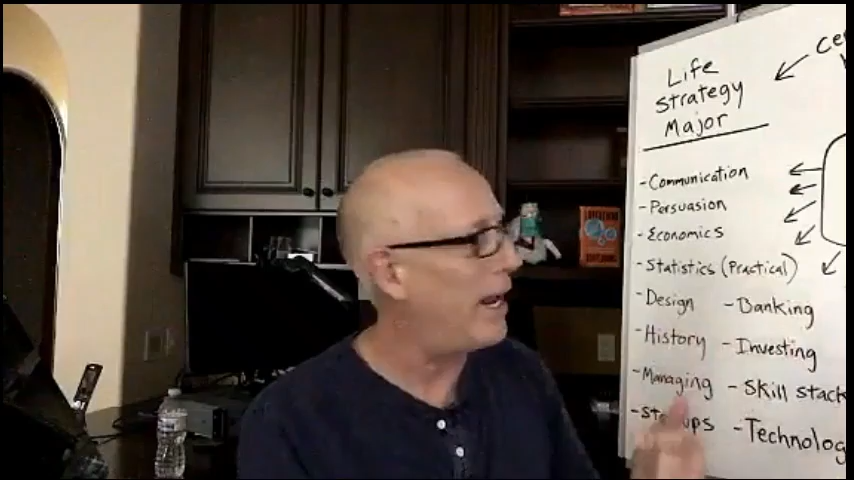 Life
Strategy
Major
- Communication
- Persuasion
- Economics
- Statistics (Practical)
- Design - Banking
- History - Investing
- Managing - Skill Stack
- Technolog